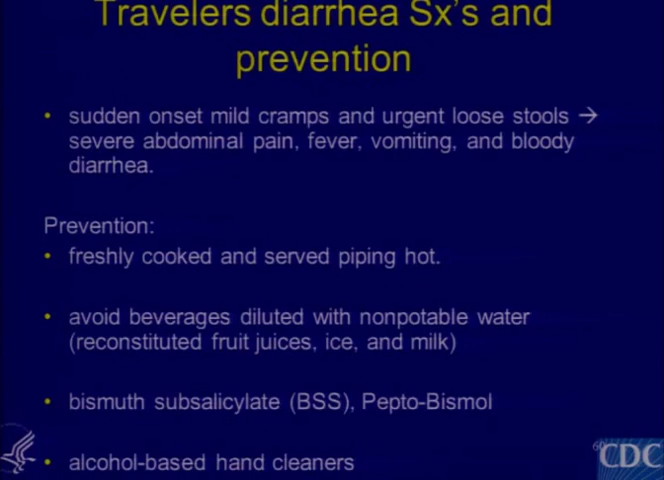 Travelers diarrhea Sx's and
prevention
• sudden onset mild cramps and urgent loose stools →
severe abdominal pain, fever, vomiting, and bloody
diarrhea.
Prevention:
• freshly cooked and served piping hot.
• avoid beverages diluted with nonpotable water
(reconstituted fruit juices, ice, and milk)
• bismuth subsalicylate (BSS), Pepto-Bismol
• alcohol-based hand cleaners
CDC